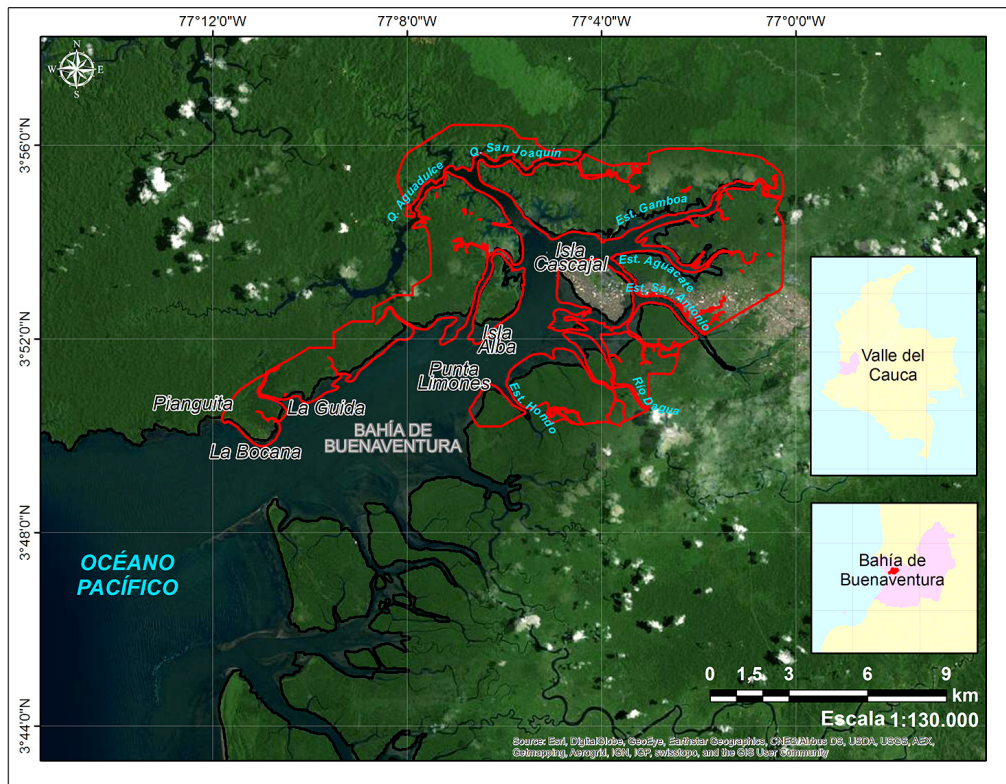 77°12'0"W
77°8'0"W
77°4'0"W
77°0'0"W
N
W
E
S
3°56'0"N
3°52'0"N
3°48'0"N
3°44'0"N
Q. San Joaquín
Q. Aguadulce
Est. Gamboa
Isla
Cascajal
Est. Aguacate
Est. San Antonio
Isla
Alba
Punta
Limones
Río Dagua
Est. Hondo
Pianguita
La Guida
La Bocana
BAHÍA DE
BUENAVENTURA
OCÉANO
PACÍFICO
Valle del
Cauca
Bahía de
Buenaventura
0 1,5 3 6 9
km
Escala 1:130.000
Source: Esri, DigitalGlobe, GeoEye, Earthstar Geographics, CNES/Airbus DS, USDA, USGS, AEX,
Getmapping, Aerogrid, IGN, IGP, swisstopo, and the GIS User Community